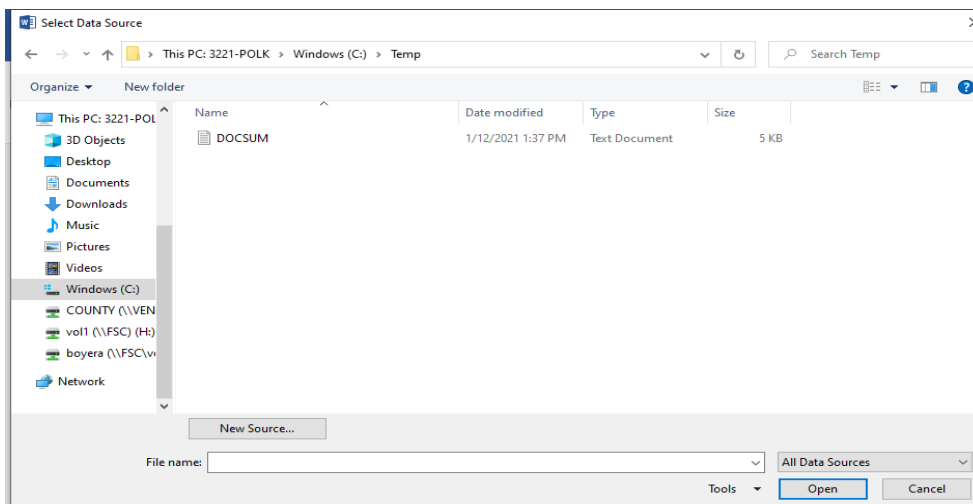 Select Data Source
This PC: 3221-POLK > Windows (C:) > Temp
Search Temp
Organize New folder
Name Date modified Type Size
DOCSUM 1/12/2021 1:37 PM Text Document 5 KB
This PC: 3221-POL
3D Objects
Desktop
Documents
Downloads
Music
Pictures
Videos
Windows (C:)
COUNTY (\\VEN
vol1 (\\FSC) (H:)
boyera (\\FSC\v
Network
New Source...
File name: All Data Sources
Tools Open Cancel